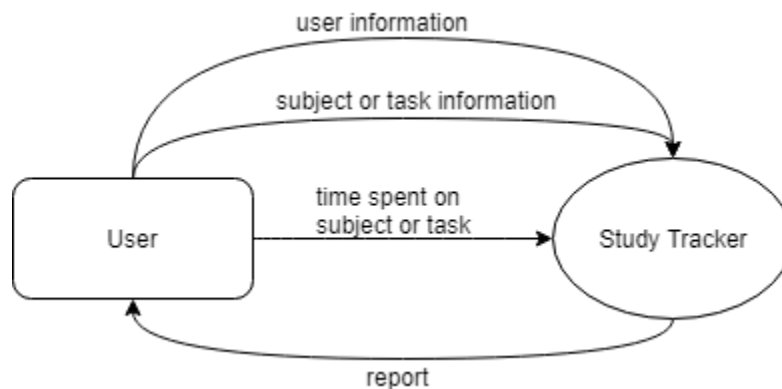 user information
subject or task information
time spent on
subject or task
User
Study Tracker
report